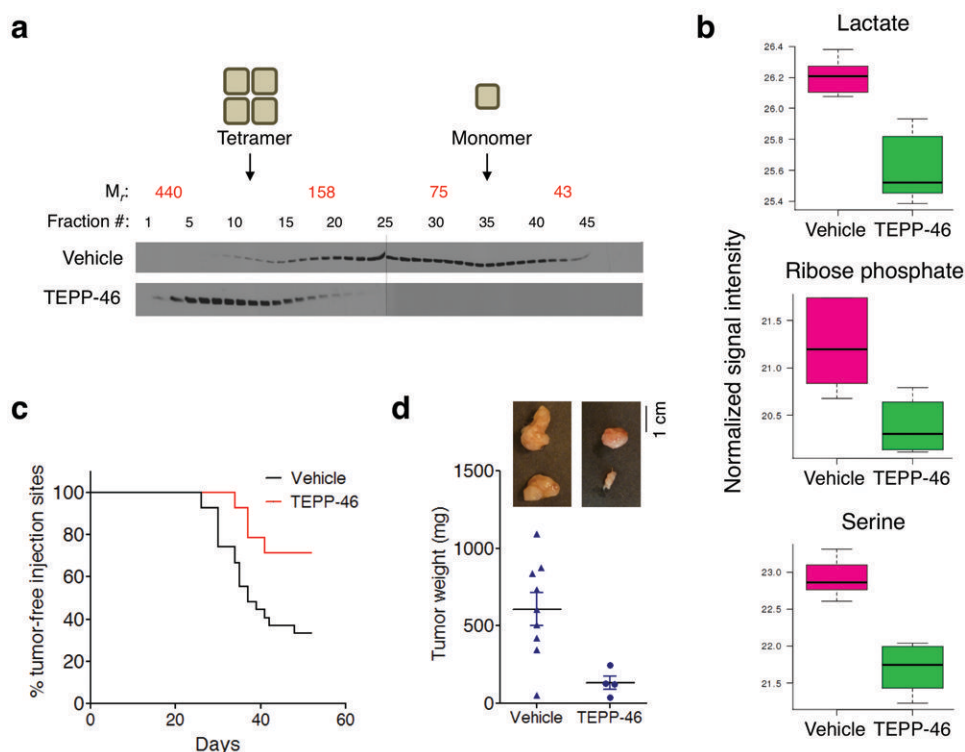 a
Tetramer
Monomer
Mr: 440 158 75 43
Fraction #: 1 5 10 15 20 25 30 35 40 45
Vehicle
TEPP-46
b
Normalized signal intensity
Lactate
26.4
26.2
26.0
25.8
25.6
25.4
Vehicle TEPP-46
Ribose phosphate
21.5
21.0
20.5
Vehicle TEPP-46
Serine
23.0
22.5
22.0
21.5
Vehicle TEPP-46
c
% tumor-free injection sites
100
80
60
40
20
0
Vehicle
TEPP-46
0 20 40 60
Days
d
1 cm
Tumor weight (mg)
1500
1000
500
0
Vehicle TEPP-46